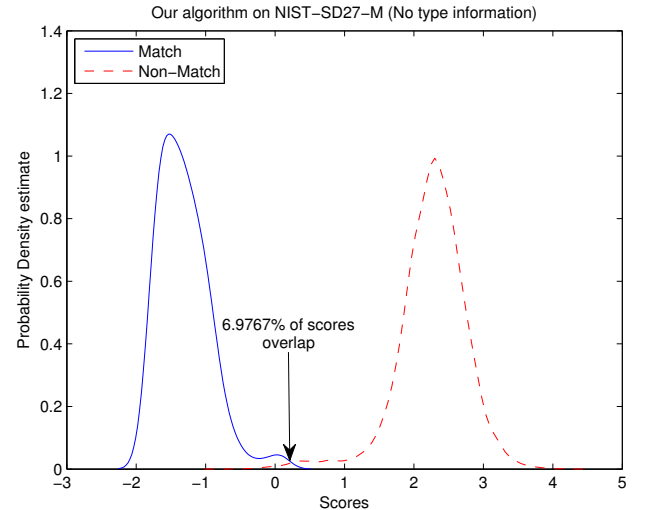 Our algorithm on NIST−SD27−M (No type information)
1.4
1.2
1
0.8
0.6
0.4
0.2
0
Probability Density estimate
Match
Non−Match
6.9767% of scores
overlap
−3 −2 −1 0 1 2 3 4 5
Scores